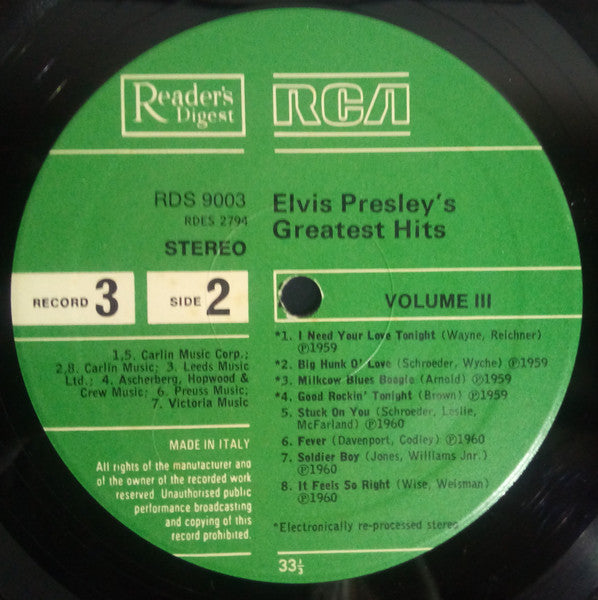 Reader's
Digest
RCA
RDS 9003
RDES 2794
STEREO
Elvis Presley's
Greatest Hits
RECORD 3
SIDE 2
VOLUME III
1,5. Carlin Music Corp.;
2,8. Carlin Music; 3. Leeds Music
Ltd.; 4. Ascherberg, Hopwood &
Crew Music; 6. Preuss Music;
7. Victoria Music
*1. I Need Your Love Tonight (Wayne, Reichner)
℗1959
*2. Big Hunk O' Love (Schroeder, Wyche) ℗1959
*3. Milkcow Blues Boogie (Arnold) ℗1959
*4. Good Rockin' Tonight (Brown) ℗1959
5. Stuck On You (Schroeder, Leslie,
McFarland) ℗1960
6. Fever (Davenport, Codley) ℗1960
7. Soldier Boy (Jones, Williams Jnr.)
℗1960
8. It Feels So Right (Wise, Weisman)
℗1960
MADE IN ITALY
All rights of the manufacturer and
of the owner of the recorded work
reserved. Unauthorised public
performance broadcasting
and copying of this
record prohibited.
*Electronically re-processed stereo
33⅓